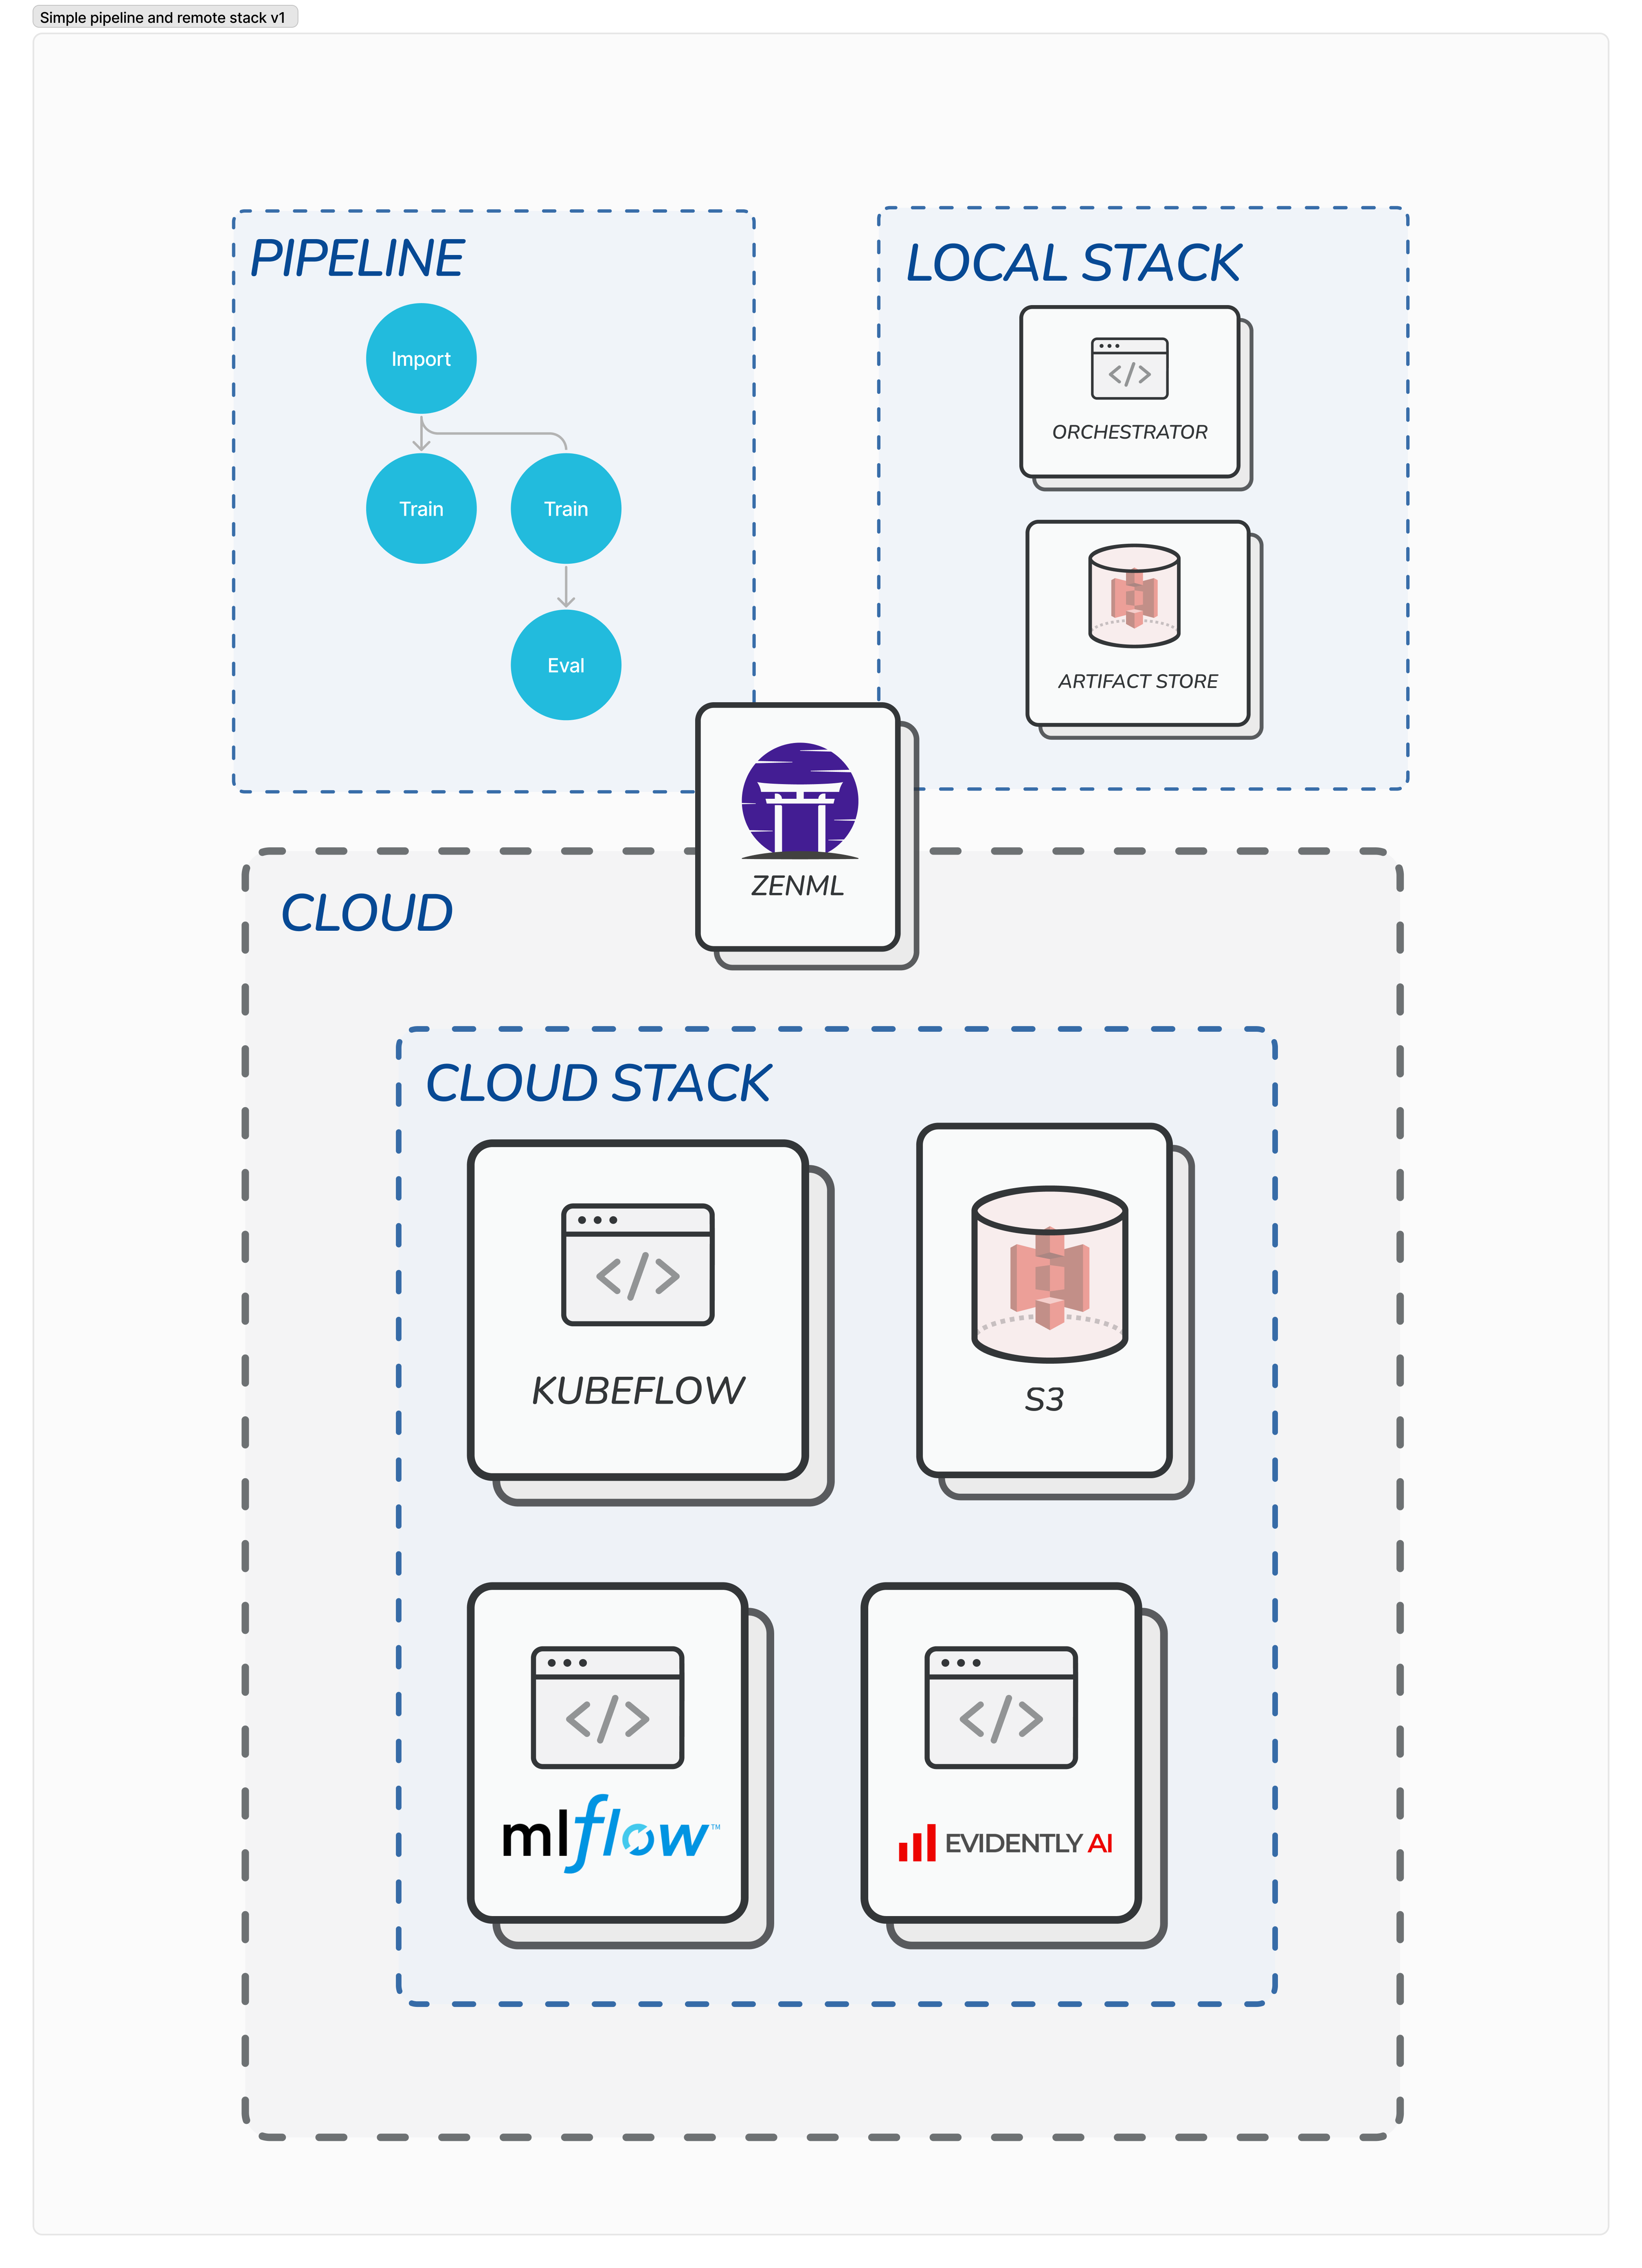 Simple pipeline and remote stack v1
PIPELINE
Import
Train
Train
Eval
LOCAL STACK
ORCHESTRATOR
ARTIFACT STORE
ZENML
CLOUD
CLOUD STACK
KUBEFLOW
S3
mlflow™
EVIDENTLY AI